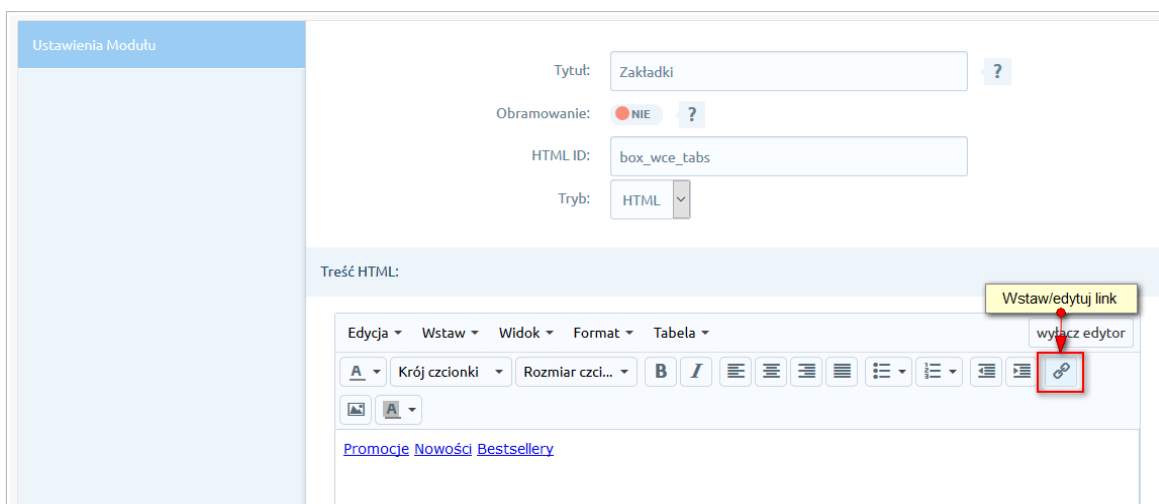 Ustawienia Modułu
Tytuł: Zakładki ?
Obramowanie: NIE ?
HTML ID: box_wce_tabs
Tryb: HTML
Treść HTML:
Wstaw/edytuj link
Edycja Wstaw Widok Format Tabela wyłącz edytor
A Krój czcionki Rozmiar czci... B I
A
Promocje Nowości Bestsellery